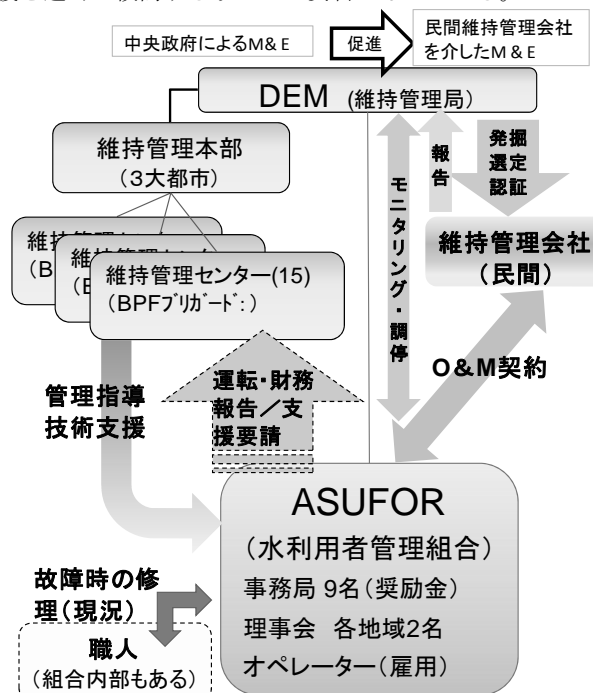 中央政府によるM&E
促進
民間維持管理会社
を介したM&E
DEM (維持管理局)
維持管理本部
(3大都市)
報告
発掘
選定
認証
モニタリング・調停
維持管理会社
(民間)
維持管理センター(15)
(BPFブリガード:)
O&M契約
管理指導
技術支援
運転・財務
報告/支
援要請
ASUFOR
(水利用者管理組合)
事務局 9名(奨励金)
理事会 各地域2名
オペレーター(雇用)
故障時の修
理(現況)
職人
(組合内部もある)